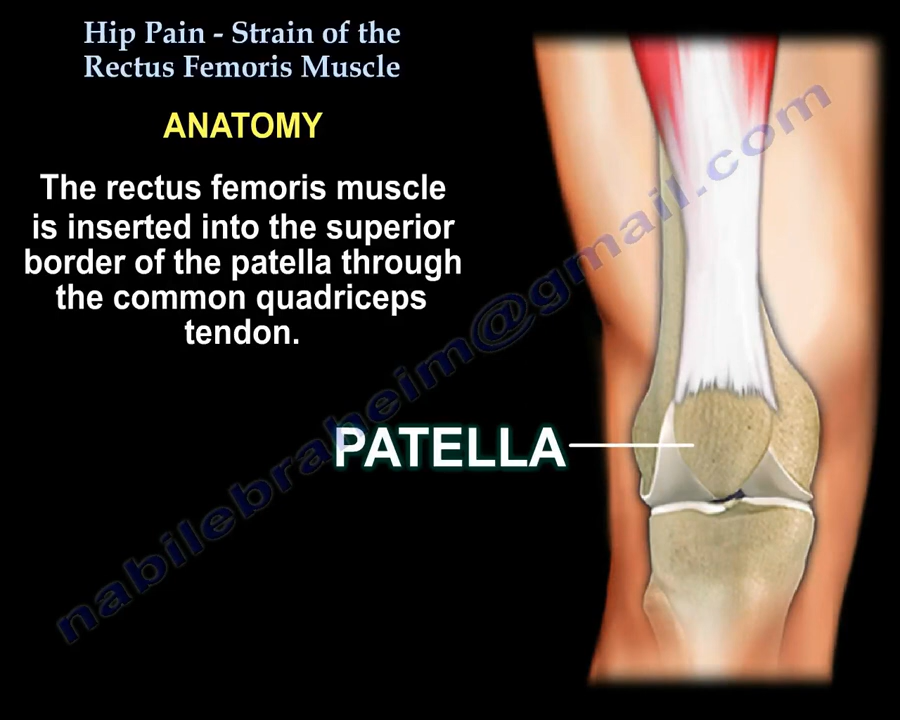 Hip Pain - Strain of the
Rectus Femoris Muscle
ANATOMY
The rectus femoris muscle
is inserted into the superior
border of the patella through
the common quadriceps
tendon.
PATELLA
nabilebraheim@gmail.com